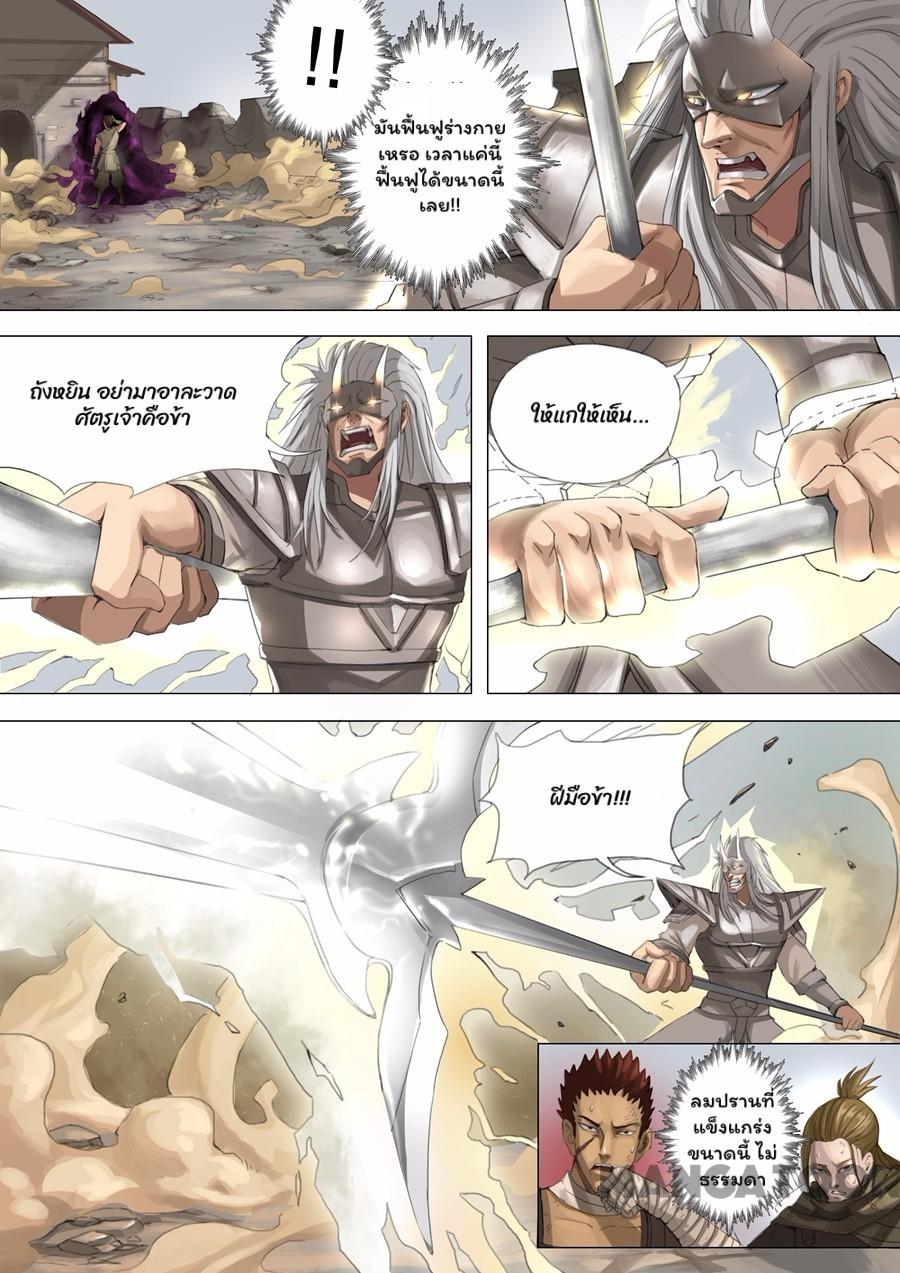 !!
มันฟื้นฟูร่างกาย
เหรอ เวลาแค่นี้
ฟื้นฟูได้ขนาดนี้
เลย!!
ถังหยิน อย่ามาอาละวาด
ศัตรูเจ้าคือข้า
ให้แกให้เห็น...
ฝีมือข้า!!!
ลมปรานที่
แข็งแกร่ง
ขนาดนี้ ไม่
ธรรมดา